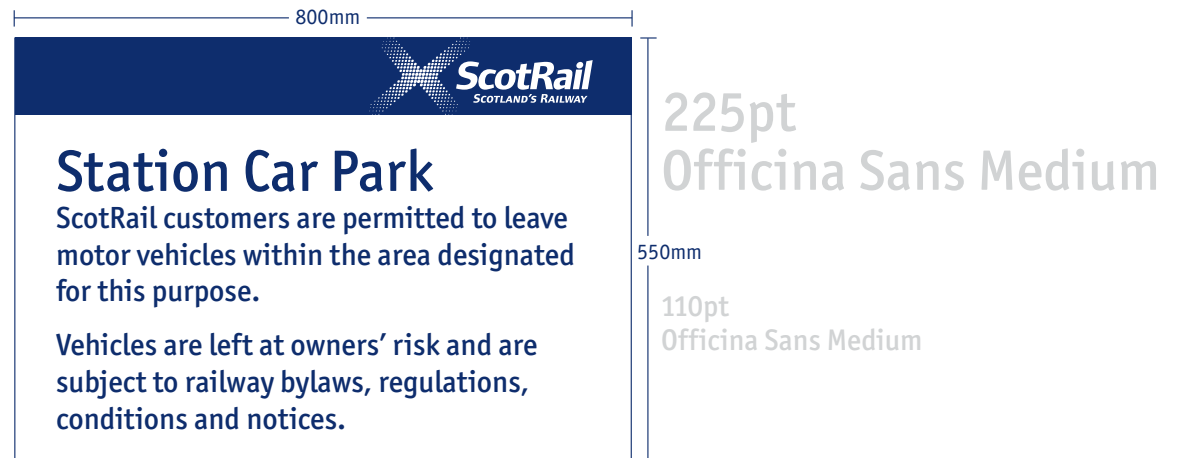 800mm
ScotRail
SCOTLAND'S RAILWAY
225pt
Officina Sans Medium
Station Car Park
ScotRail customers are permitted to leave
motor vehicles within the area designated
for this purpose.
550mm
110pt
Officina Sans Medium
Vehicles are left at owners’ risk and are
subject to railway bylaws, regulations,
conditions and notices.